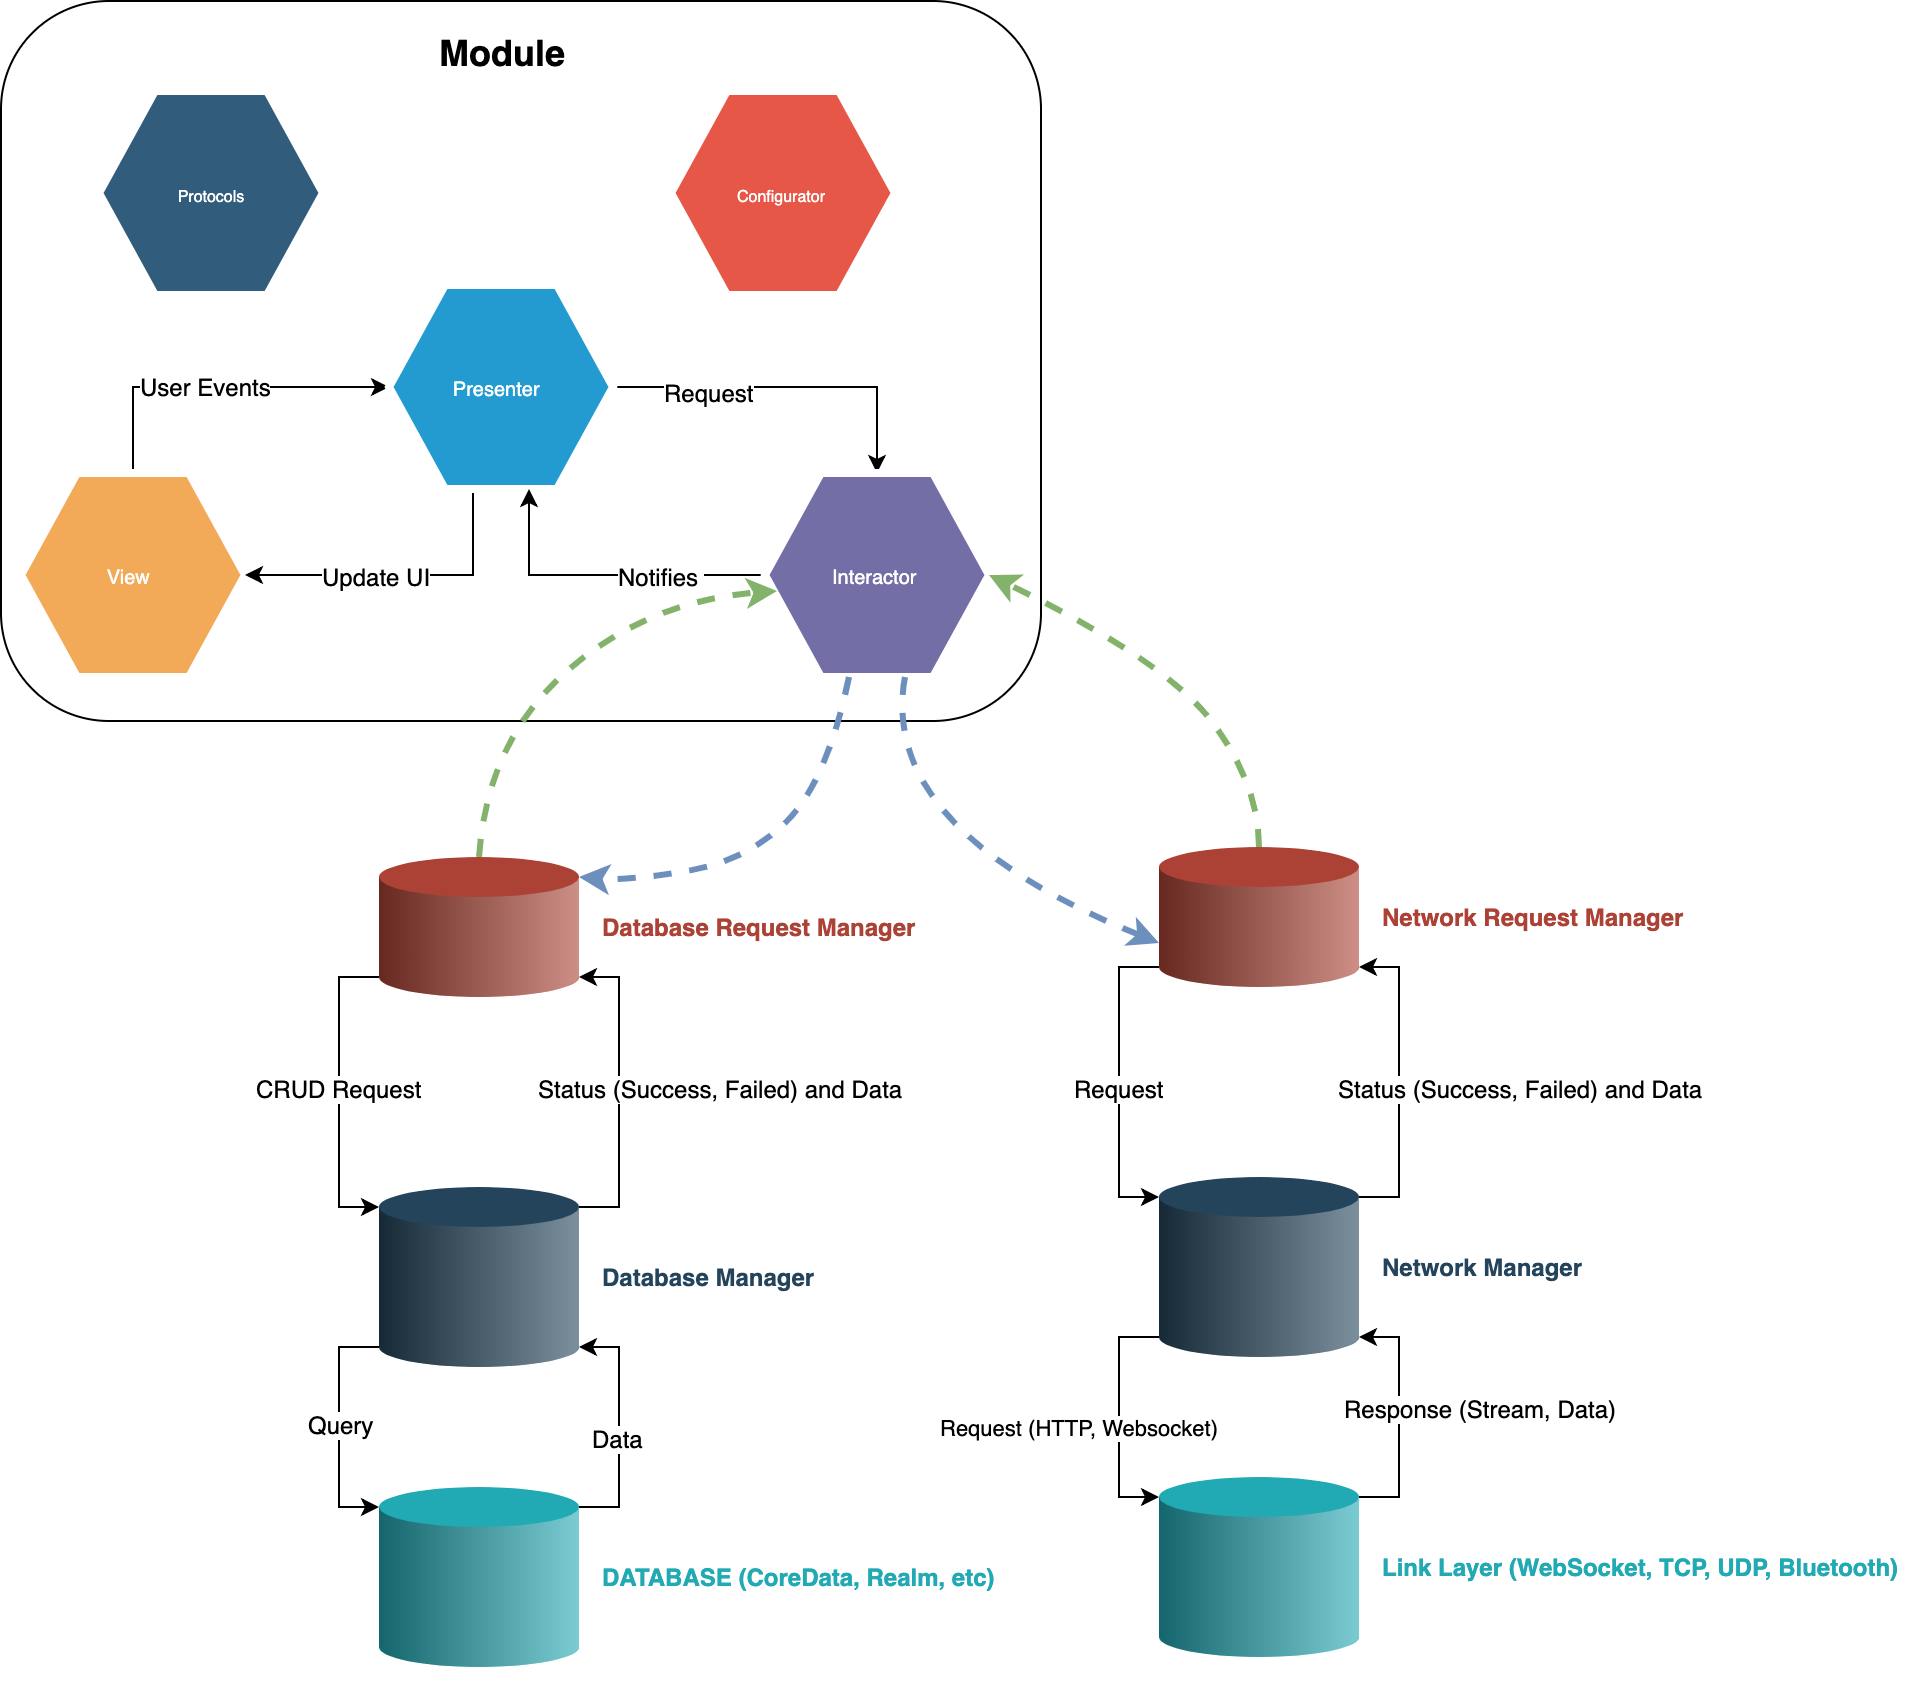 Module
Protocols
Configurator
User Events
Presenter
Request
View
Update UI
Notifies
Interactor
Database Request Manager
Network Request Manager
CRUD Request
Status (Success, Failed) and Data
Request
Status (Success, Failed) and Data
Database Manager
Network Manager
Query
Data
Request (HTTP, Websocket)
Response (Stream, Data)
DATABASE (CoreData, Realm, etc)
Link Layer (WebSocket, TCP, UDP, Bluetooth)